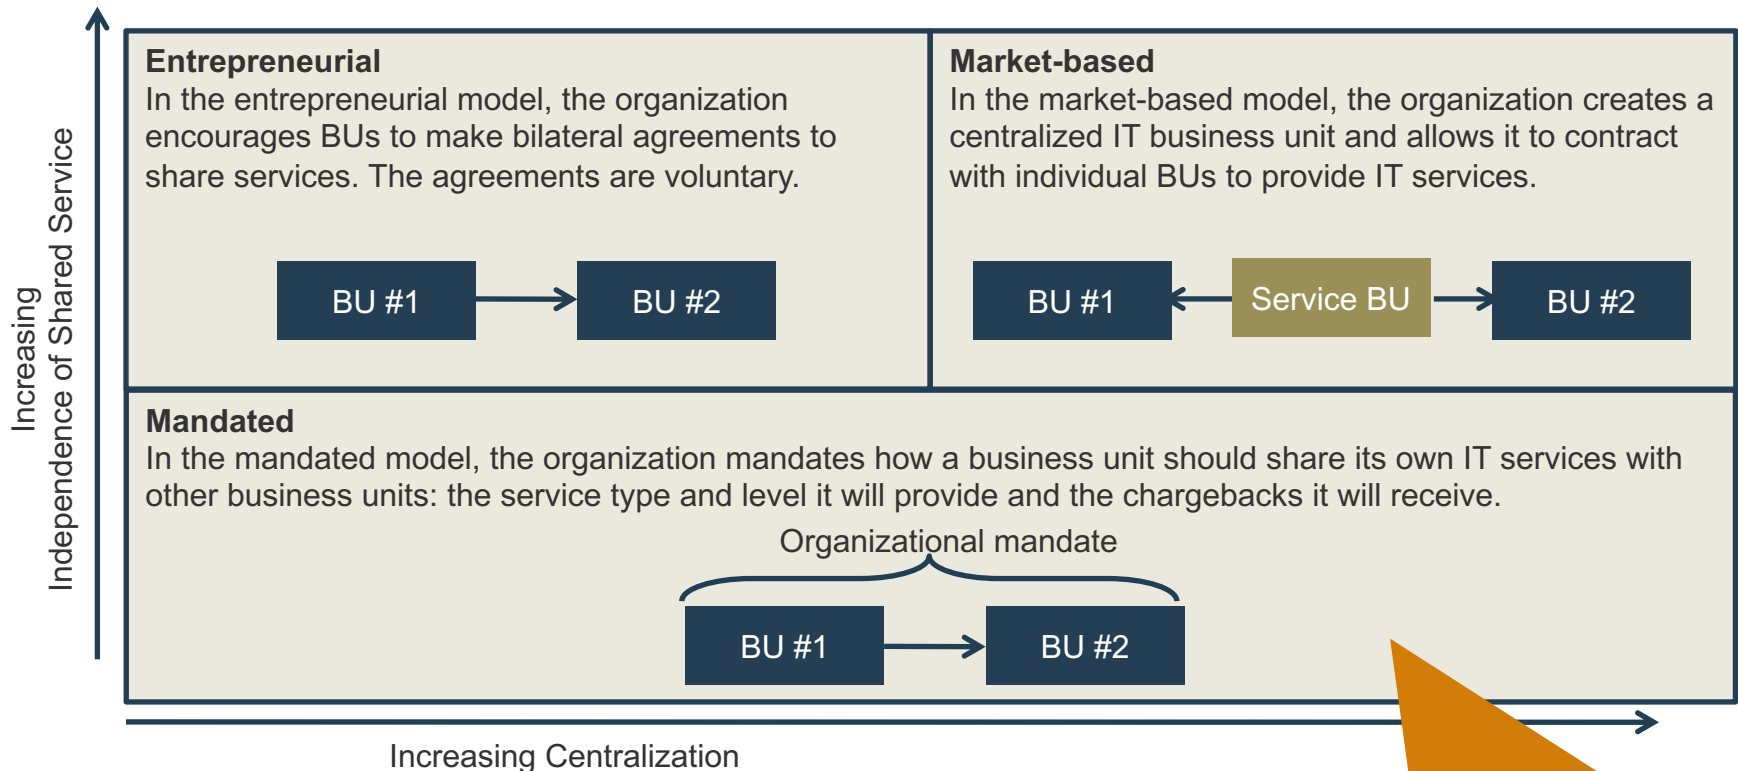 Increasing
Independence of Shared Service
Entrepreneurial
In the entrepreneurial model, the organization
encourages BUs to make bilateral agreements to
share services. The agreements are voluntary.
BU #1
BU #2
Market-based
In the market-based model, the organization creates a
centralized IT business unit and allows it to contract
with individual BUs to provide IT services.
BU #1
Service BU
BU #2
Mandated
In the mandated model, the organization mandates how a business unit should share its own IT services with
other business units: the service type and level it will provide and the chargebacks it will receive.
Organizational mandate
BU #1
BU #2
Increasing Centralization